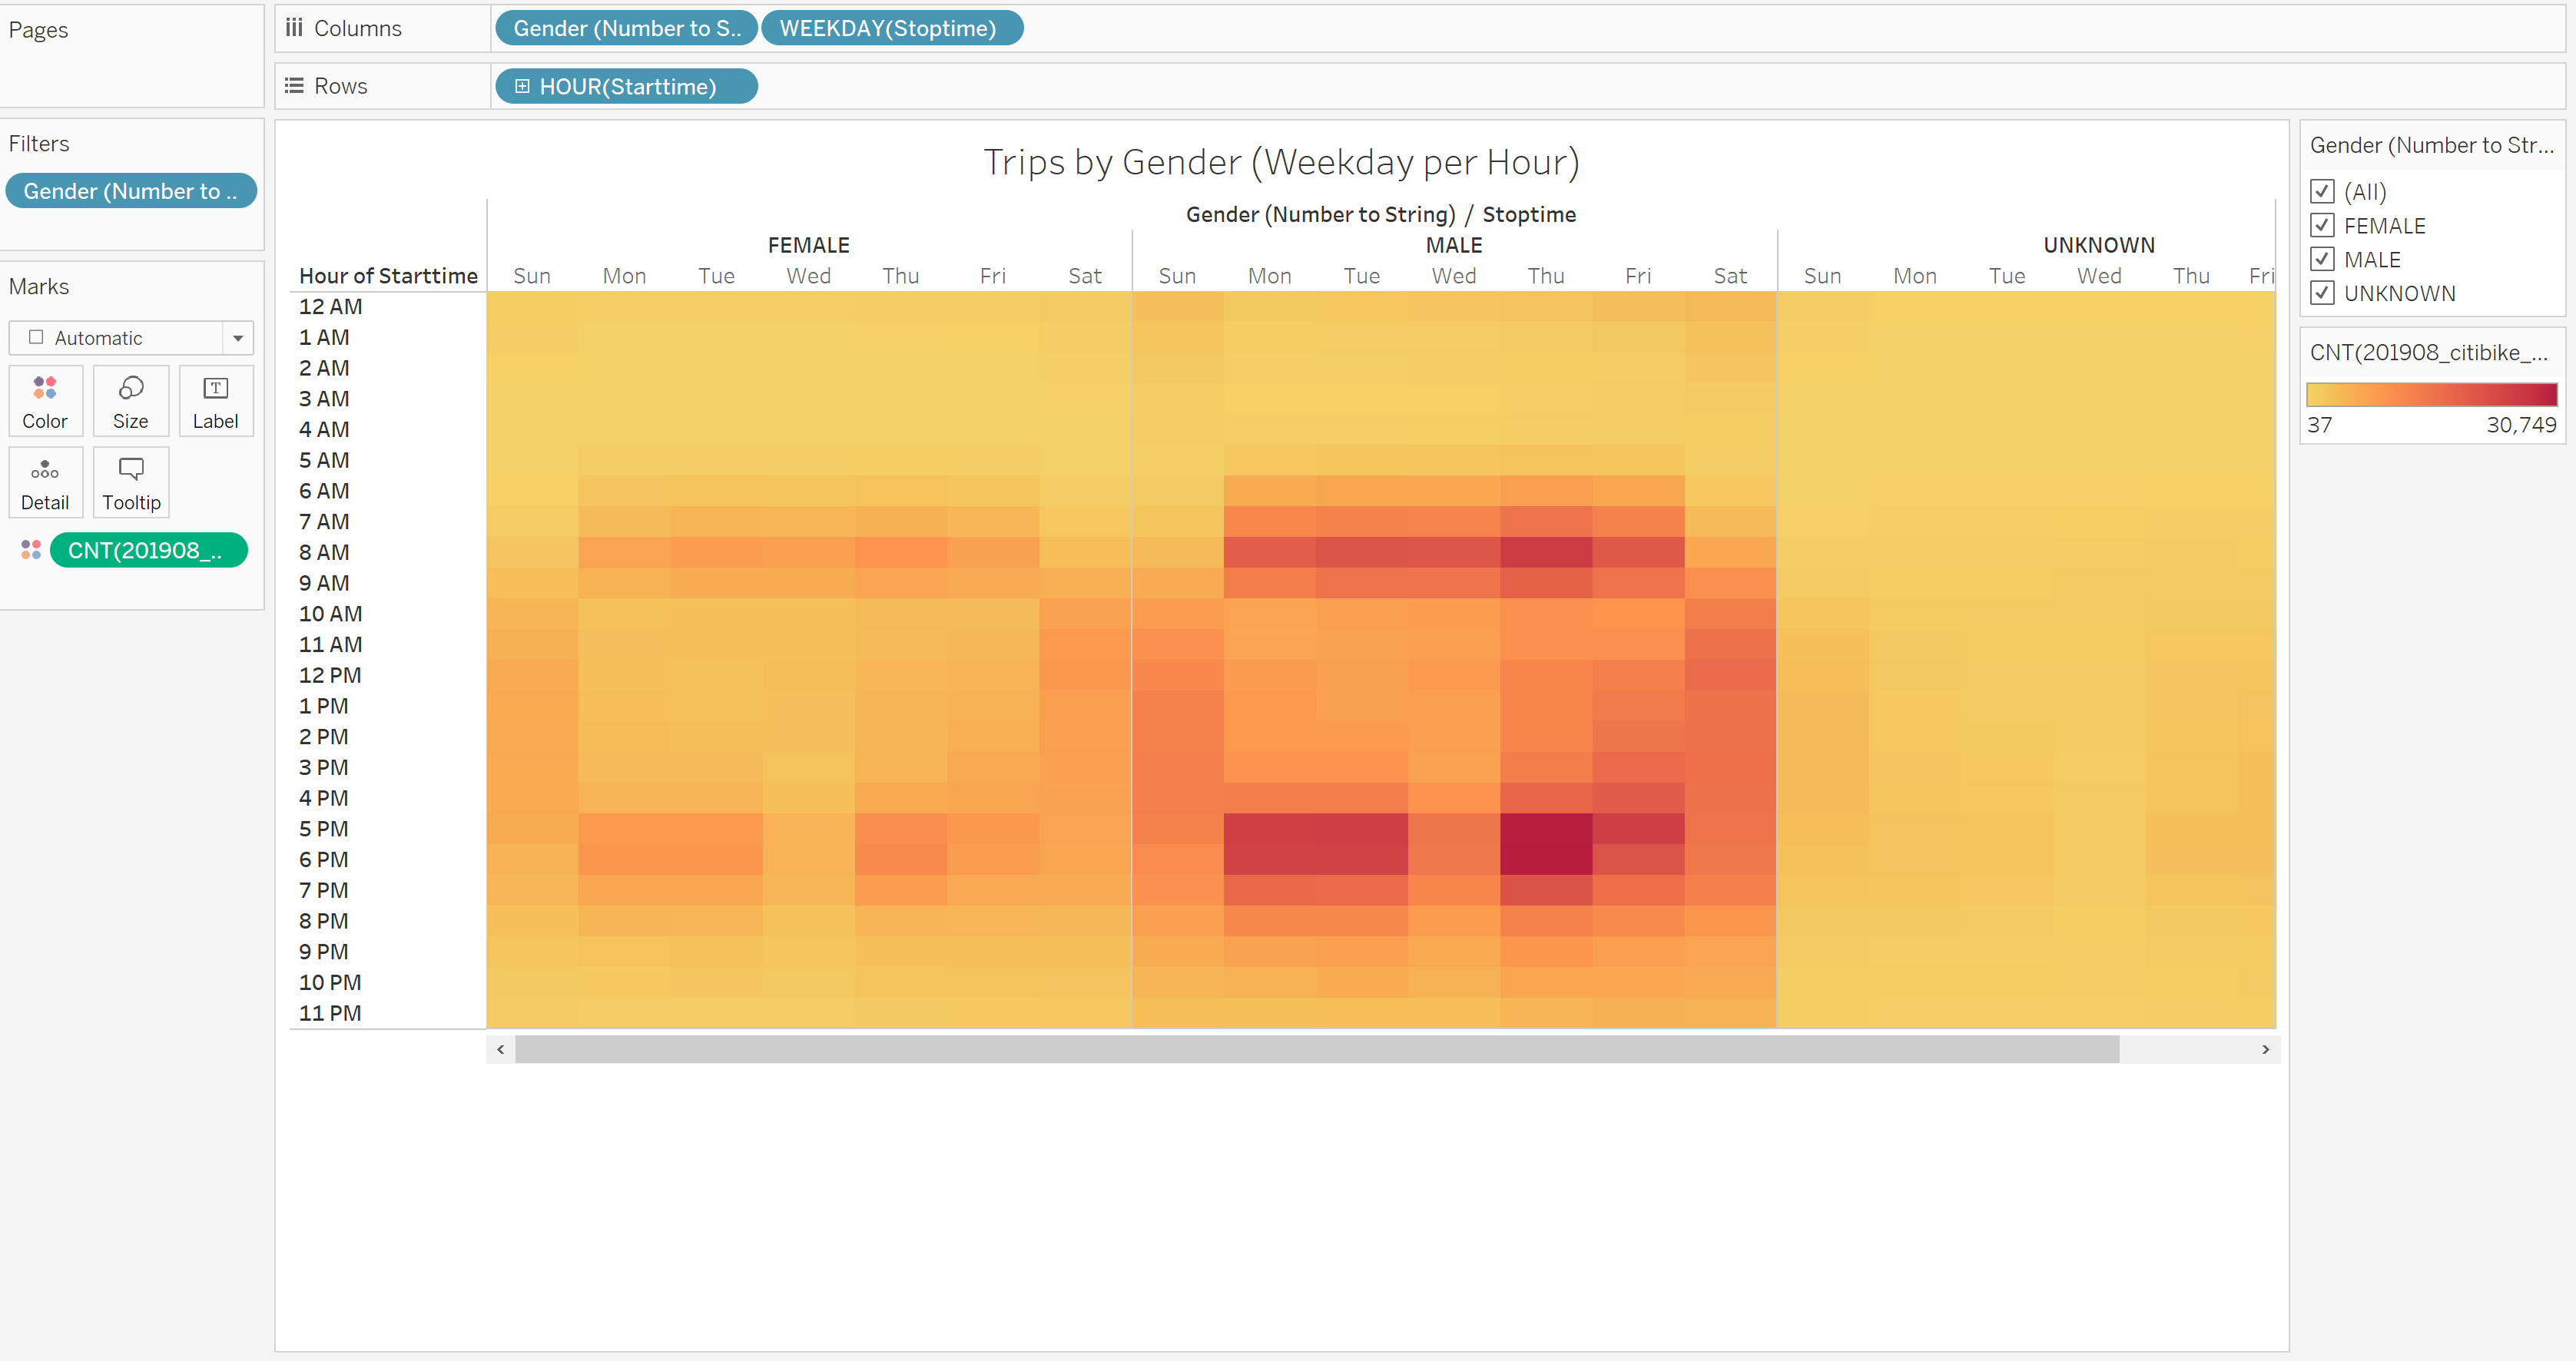 Pages
Columns
Gender (Number to S..
WEEKDAY(Stoptime)
Rows
HOUR(Starttime)
Filters
Gender (Number to ..
Marks
Automatic
Color Size Label
Detail Tooltip
CNT(201908_..
Trips by Gender (Weekday per Hour)
Gender (Number to String) / Stoptime
FEMALE MALE UNKNOWN
Hour of Starttime Sun Mon Tue Wed Thu Fri Sat Sun Mon Tue Wed Thu Fri Sat Sun Mon Tue Wed Thu Fri
12 AM
1 AM
2 AM
3 AM
4 AM
5 AM
6 AM
7 AM
8 AM
9 AM
10 AM
11 AM
12 PM
1 PM
2 PM
3 PM
4 PM
5 PM
6 PM
7 PM
8 PM
9 PM
10 PM
11 PM
Gender (Number to Str...
(All)
FEMALE
MALE
UNKNOWN
CNT(201908_citibike_...
37 30,749